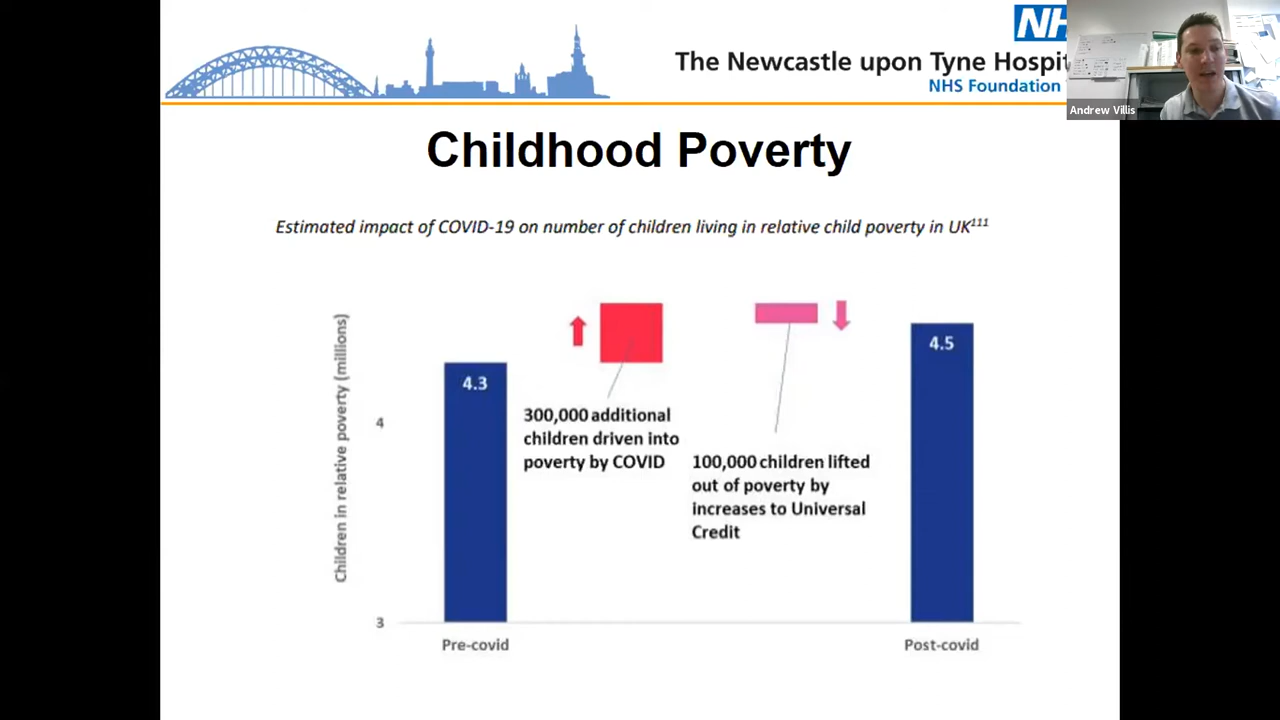 NH
The Newcastle upon Tyne Hospit
NHS Foundation
Andrew Villis
Childhood Poverty
Estimated impact of COVID-19 on number of children living in relative child poverty in UK¹¹¹
Children in relative poverty (millions)
4
3
4.3
300,000 additional
children driven into
poverty by COVID
100,000 children lifted
out of poverty by
increases to Universal
Credit
4.5
Pre-covid
Post-covid